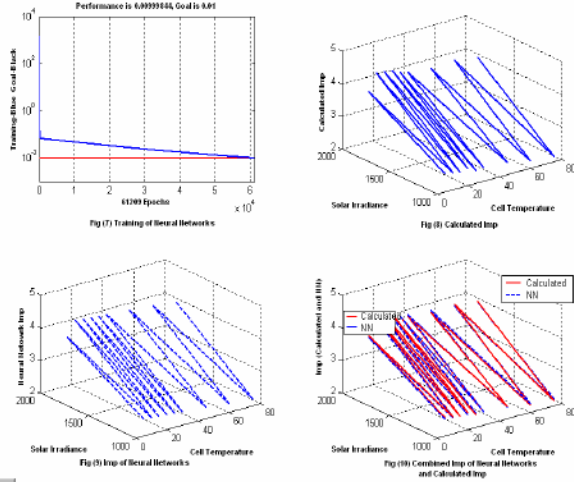 Performance is 0.00999988, Goal is 0.01
Training-Blue Goal-Black
10^4
10^2
10^0
10^-2
0 1 2 3 4 5 6
x 10^4
61209 Epochs
Fig (7) Training of Neural Networks
Calculated Imp
5
4
3
2
2000
1500
1000
0 20 40 60 80
Solar Irradiance
Cell Temperature
Fig (8) Calculated Imp
Neural Network Imp
5
4
3
2
2000
1500
1000
0 20 40 60 80
Solar Irradiance
Cell Temperature
Fig (9) Imp of Neural Networks
Imp (Calculated and NN)
5
4
3
2
2000
1500
1000
0 20 40 60 80
Calculated
NN
Calculated
NN
Solar Irradiance
Cell Temperature
Fig (10) Combined Imp of Neural Networks
and Calculated Imp